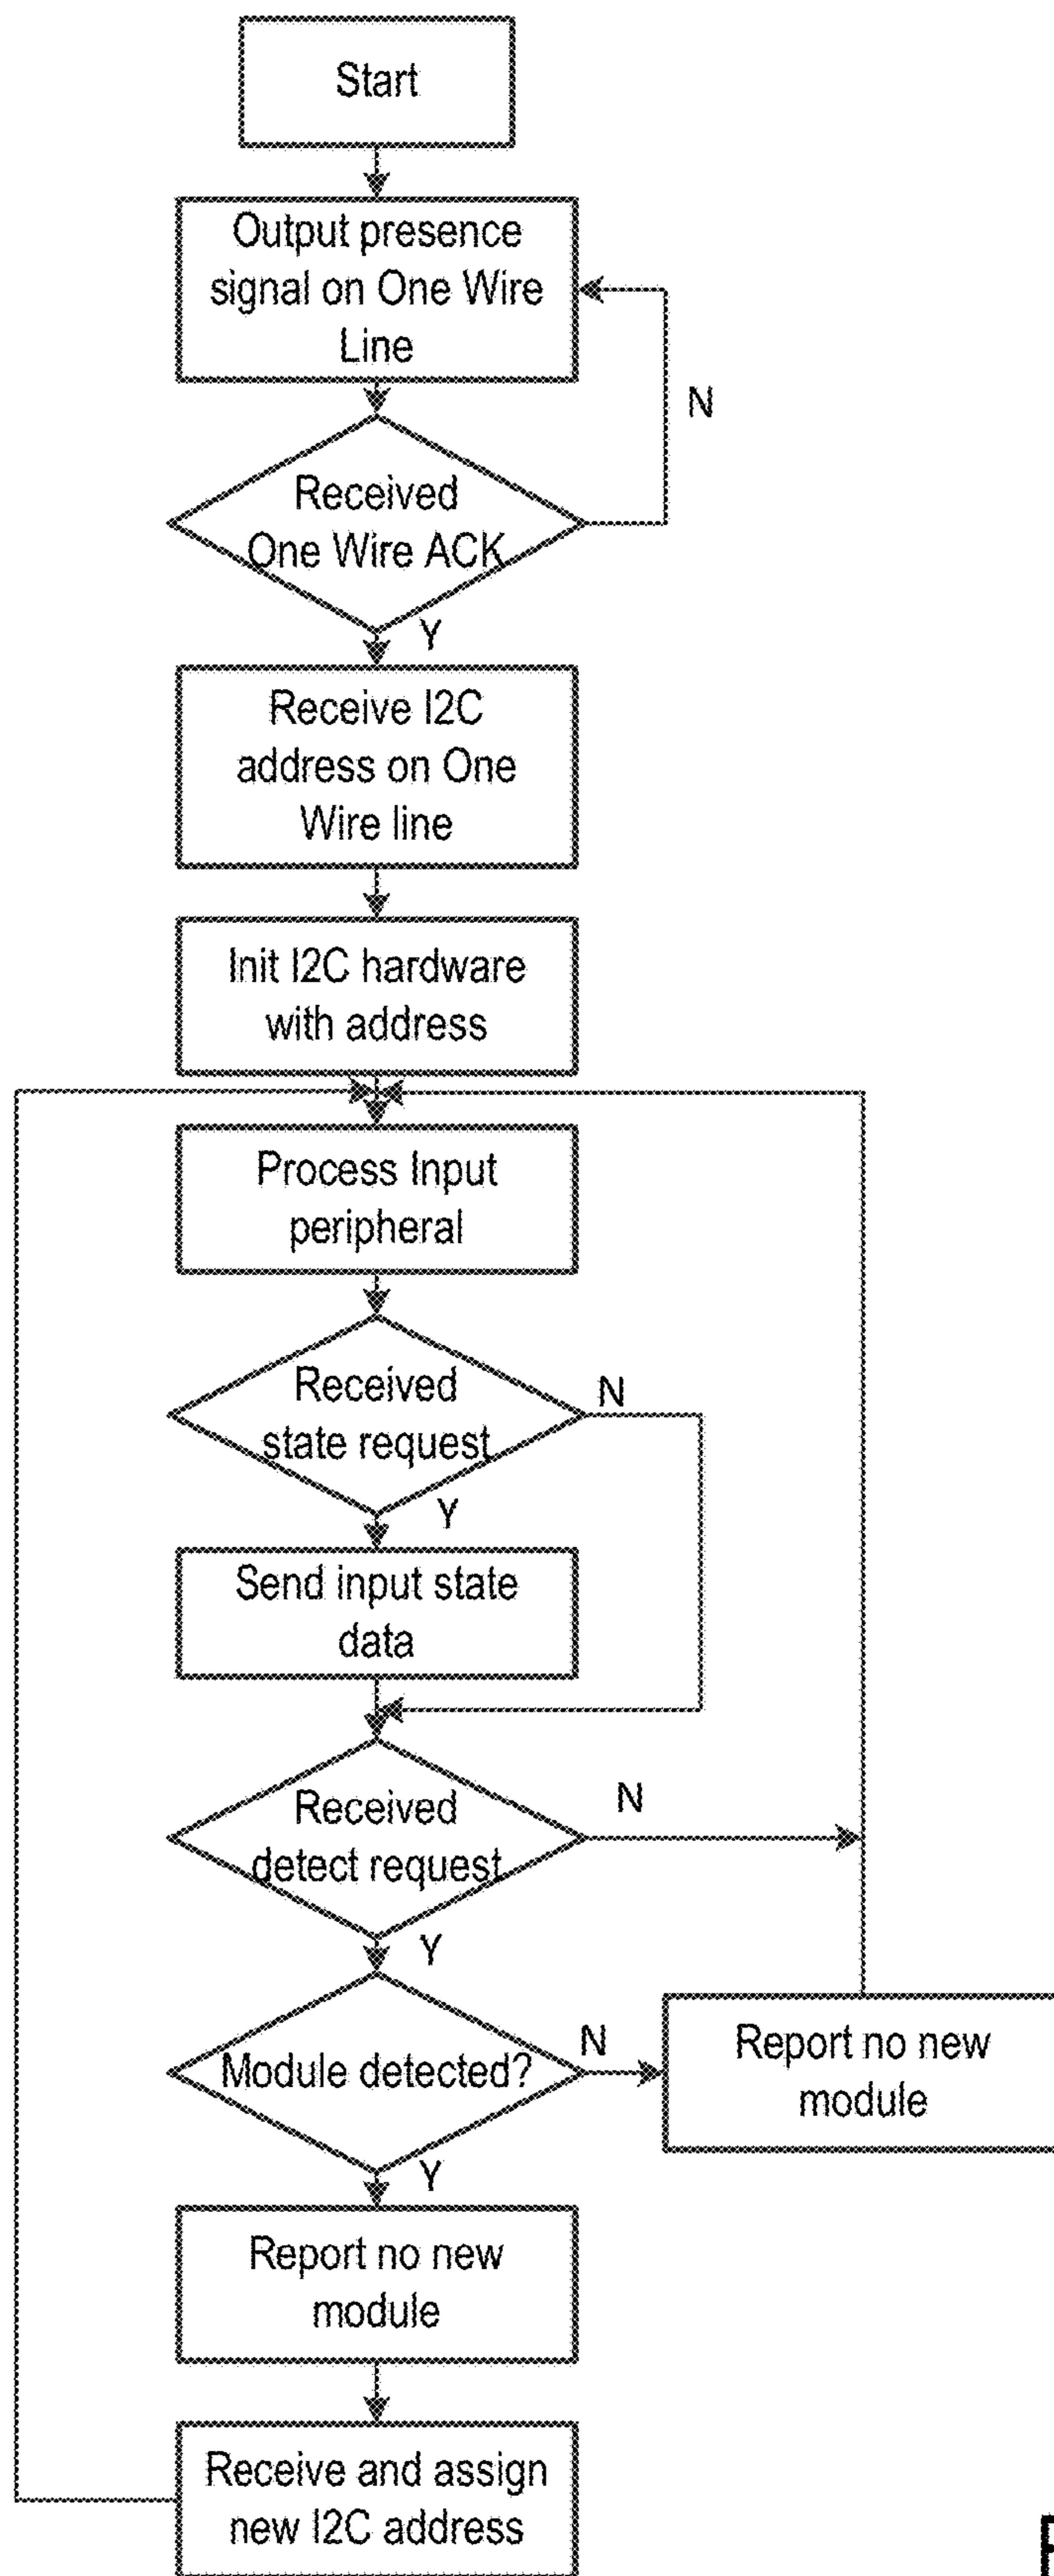 Start
Output presence
signal on One Wire
Line
N
Received
One Wire ACK
Y
Receive I2C
address on One
Wire line
Init I2C hardware
with address
Process Input
peripheral
Received
state request
N
Y
Send input state
data
Received
detect request
N
Y
Module detected?
N
Report no new
module
Y
Report no new
module
Receive and assign
new I2C address